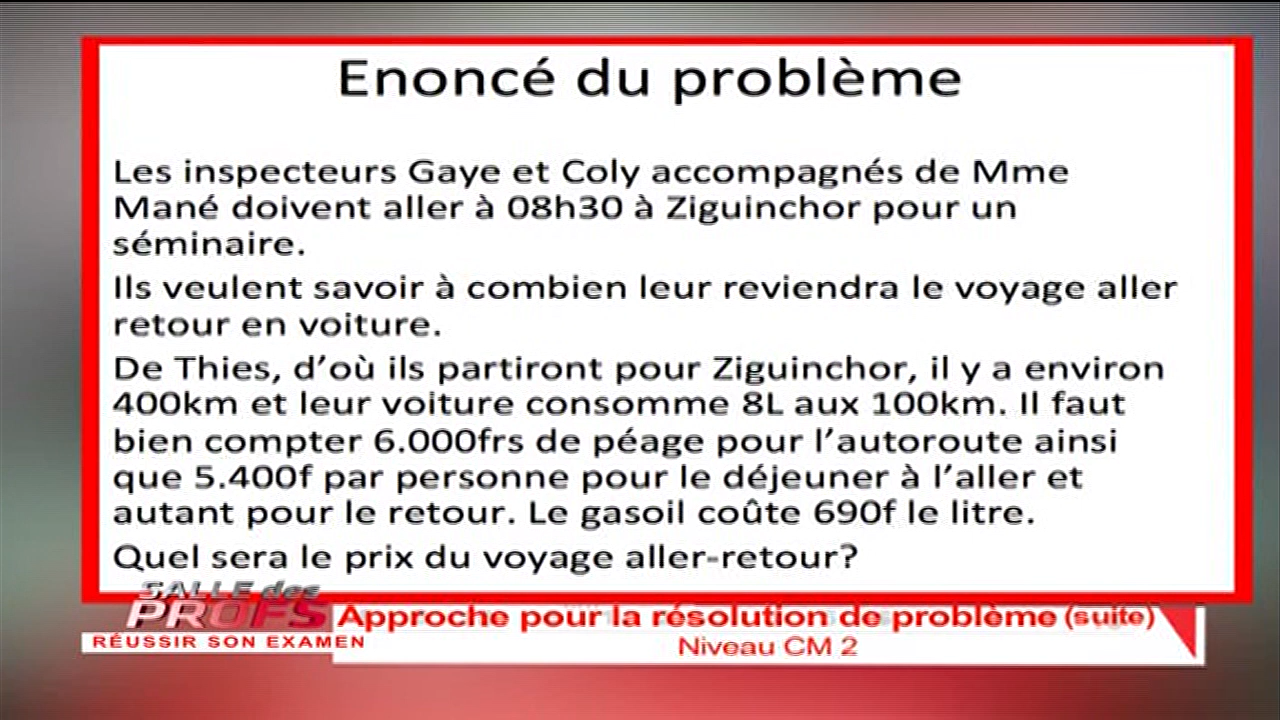 Enoncé du problème
Les inspecteurs Gaye et Coly accompagnés de Mme
Mané doivent aller à 08h30 à Ziguinchor pour un
séminaire.
Ils veulent savoir à combien leur reviendra le voyage aller
retour en voiture.
De Thies, d’où ils partiront pour Ziguinchor, il y a environ
400km et leur voiture consomme 8L aux 100km. Il faut
bien compter 6.000frs de péage pour l’autoroute ainsi
que 5.400f par personne pour le déjeuner à l’aller et
autant pour le retour. Le gasoil coûte 690f le litre.
Quel sera le prix du voyage aller-retour?
SALLE des
PROFS
RÉUSSIR SON EXAMEN
Approche pour la résolution de problème (suite)
Niveau CM 2